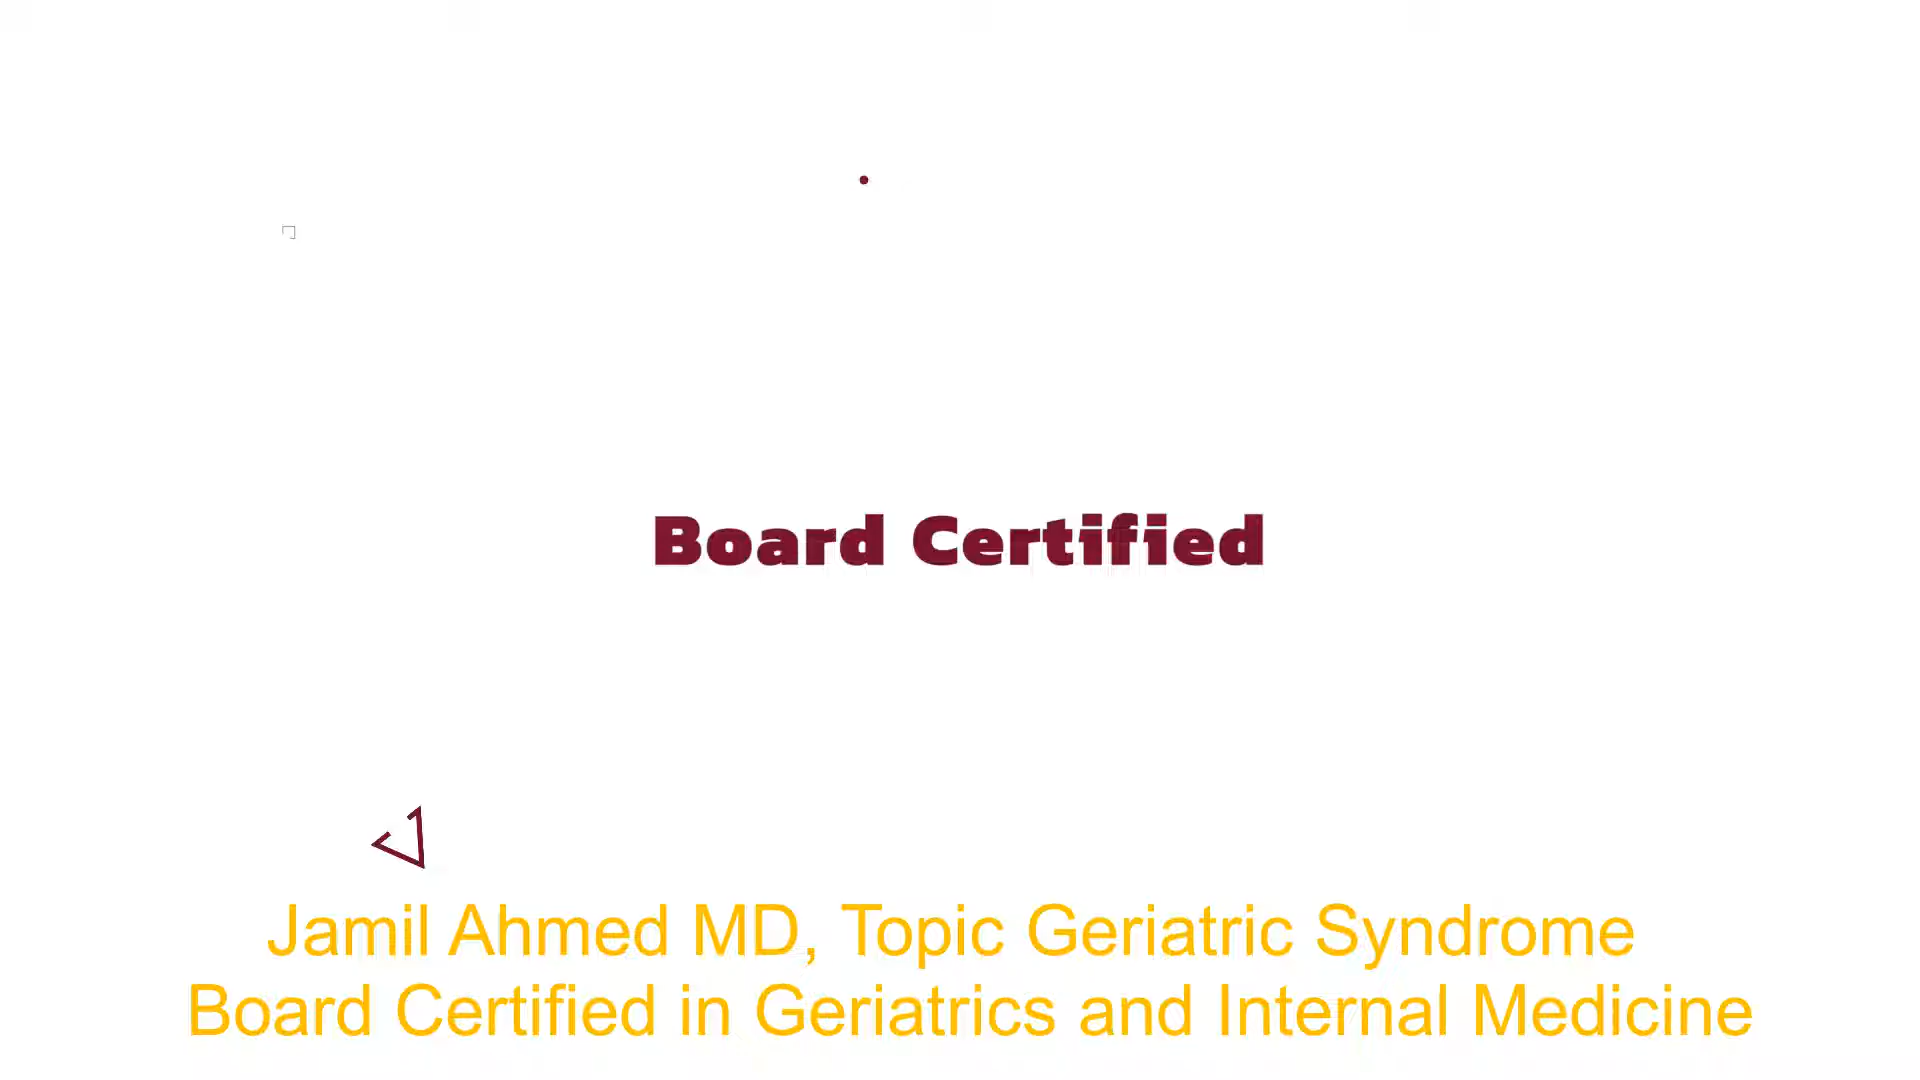 Board Certified
Jamil Ahmed MD, Topic Geriatric Syndrome
Board Certified in Geriatrics and Internal Medicine